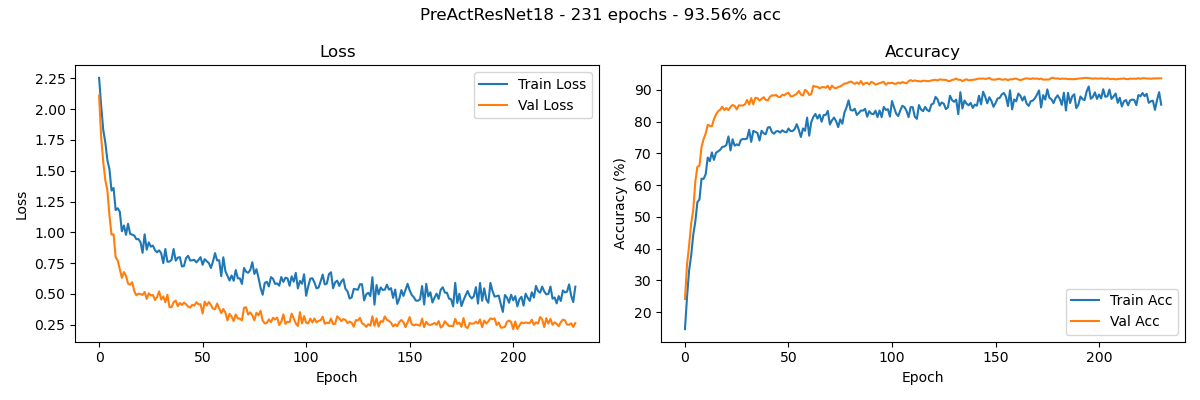 PreActResNet18 - 231 epochs - 93.56% acc
Loss
Train Loss
Val Loss
2.25
2.00
1.75
1.50
1.25
1.00
0.75
0.50
0.25
Loss
0
50
100
150
200
Epoch
Accuracy
90
80
70
60
50
40
30
20
Accuracy (%)
Train Acc
Val Acc
0
50
100
150
200
Epoch